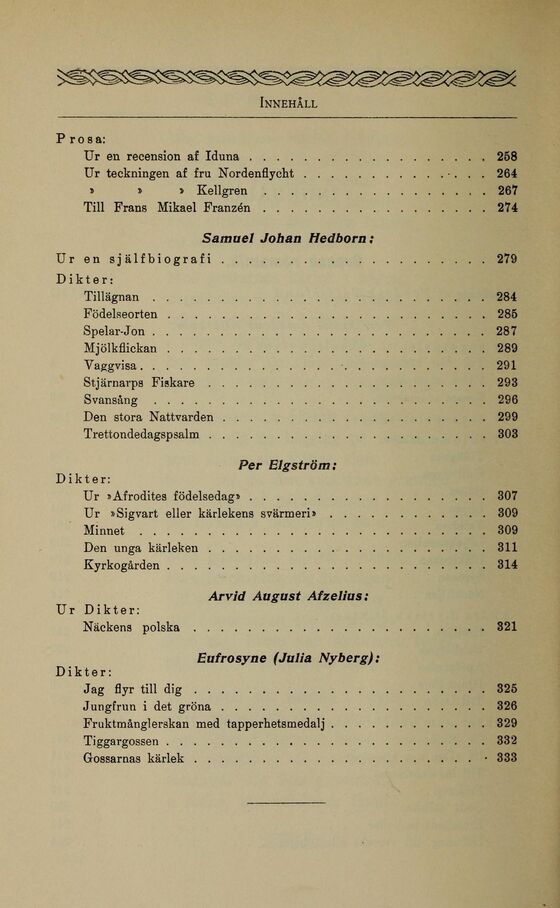 INNEHÅLL
Prosa:
Ur en recension af Iduna . . . . . . . . . . . . . . . . . . 258
Ur teckningen af fru Nordenflycht . . . . . . . . . . . . . . 264
» » » Kellgren . . . . . . . . . . . . . . . . . 267
Till Frans Mikael Franzén . . . . . . . . . . . . . . . . . 274
Samuel Johan Hedborn:
Ur en själfbiografi . . . . . . . . . . . . . . . . . . . . 279
Dikter:
Tillägnan . . . . . . . . . . . . . . . . . . . . . . . . . 284
Födelseorten . . . . . . . . . . . . . . . . . . . . . . . . 285
Spelar-Jon . . . . . . . . . . . . . . . . . . . . . . . . . 287
Mjölkflickan . . . . . . . . . . . . . . . . . . . . . . . . 289
Vaggvisa . . . . . . . . . . . . . . . . . . . . . . . . . . 291
Stjärnarps Fiskare . . . . . . . . . . . . . . . . . . . . . 293
Svansång . . . . . . . . . . . . . . . . . . . . . . . . . 296
Den stora Nattvarden . . . . . . . . . . . . . . . . . . . . 299
Trettondedagspsalm . . . . . . . . . . . . . . . . . . . . . 303
Per Elgström:
Dikter:
Ur »Afrodites födelsedag» . . . . . . . . . . . . . . . . . . 307
Ur »Sigvart eller kärlekens svärmeri» . . . . . . . . . . . . 309
Minnet . . . . . . . . . . . . . . . . . . . . . . . . . . 309
Den unga kärleken . . . . . . . . . . . . . . . . . . . . . 311
Kyrkogården . . . . . . . . . . . . . . . . . . . . . . . . 314
Arvid August Afzelius:
Ur Dikter:
Näckens polska . . . . . . . . . . . . . . . . . . . . . . 321
Eufrosyne (Julia Nyberg):
Dikter:
Jag flyr till dig . . . . . . . . . . . . . . . . . . . . . . 325
Jungfrun i det gröna . . . . . . . . . . . . . . . . . . . . 326
Fruktmånglerskan med tapperhetsmedalj . . . . . . . . . . . . 329
Tiggargossen . . . . . . . . . . . . . . . . . . . . . . . . 332
Gossarnas kärlek . . . . . . . . . . . . . . . . . . . . . . 333